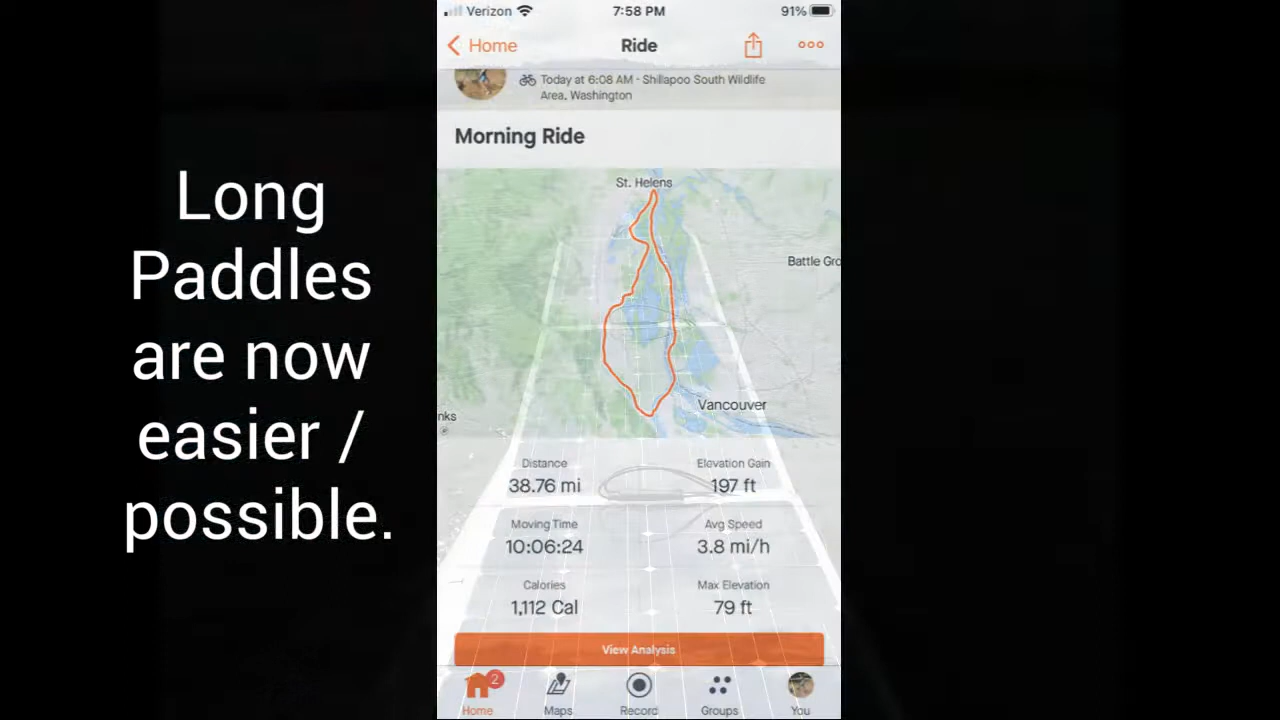 Verizon 7:58 PM 91%
Home Ride
Today at 6:08 AM - Shillapoo South Wildlife
Area, Washington
Morning Ride
St. Helens
Battle Gro
Vancouver
nks
Distance Elevation Gain
38.76 mi 197 ft
Moving Time Avg Speed
10:06:24 3.8 mi/h
Calories Max Elevation
1,112 Cal 79 ft
View Analysis
2
Home Maps Record Groups You
Long
Paddles
are now
easier /
possible.